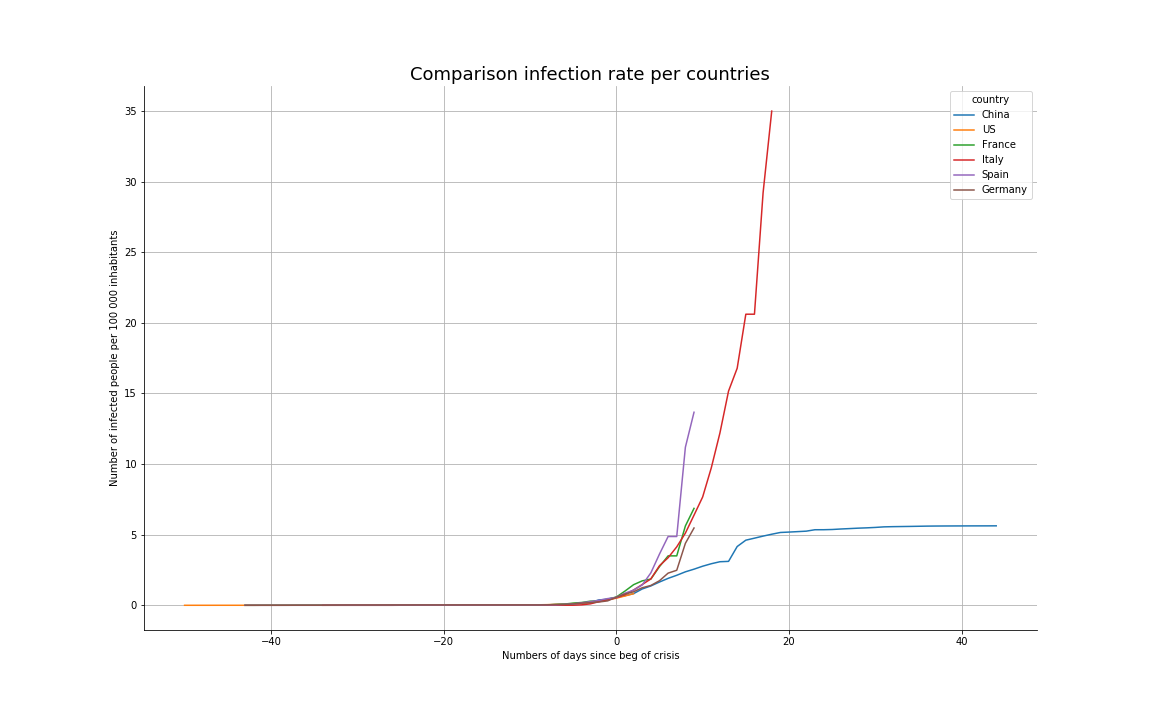 Comparison infection rate per countries
country
China
US
France
Italy
Spain
Germany
35
30
25
20
15
10
5
0
Number of infected people per 100 000 inhabitants
−40
−20
0
20
40
Numbers of days since beg of crisis